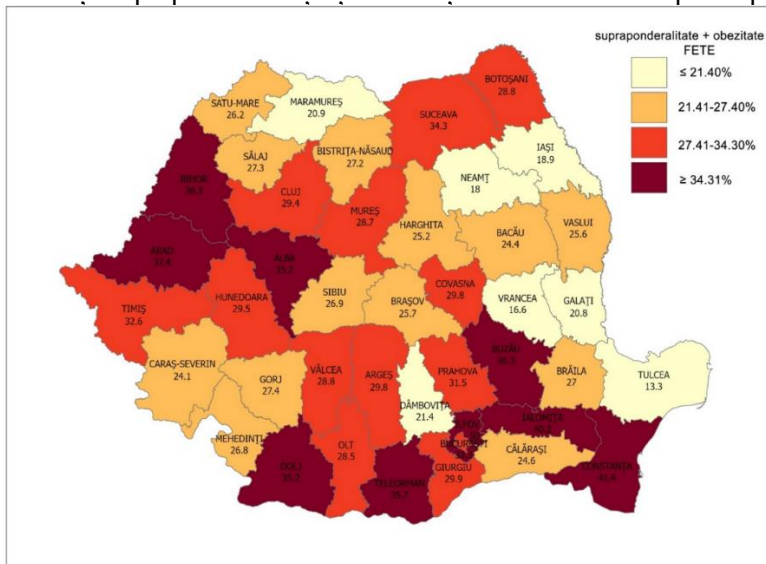 supraponderalitate + obezitate
FETE
≤ 21.40%
21.41-27.40%
27.41-34.30%
≥ 34.31%
BOTOȘANI
28.8
SATU-MARE
26.2
MARAMUREȘ
20.9
SUCEAVA
34.3
IAȘI
18.9
SĂLAJ
27.3
BISTRIȚA-NĂSAUD
27.2
NEAMȚ
18
BIHOR
CLUJ
29.4
MUREȘ
28.7
HARGHITA
25.2
BACĂU
24.4
VASLUI
25.6
ARAD
ALBA
35.2
TIMIȘ
32.6
HUNEDOARA
29.5
SIBIU
26.9
BRAȘOV
25.7
COVASNA
29.8
VRANCEA
16.6
GALAȚI
20.8
CARAȘ-SEVERIN
24.1
GORJ
27.4
VÂLCEA
28.8
ARGEȘ
29.8
DÂMBOVIȚA
21.4
PRAHOVA
31.5
BUZĂU
BRĂILA
27
TULCEA
13.3
MEHEDINȚI
26.8
DOLJ
35.2
OLT
28.5
TELEORMAN
35.7
GIURGIU
29.9
BUCUREȘTI
IALOMIȚA
CĂLĂRAȘI
24.6
CONSTANȚA